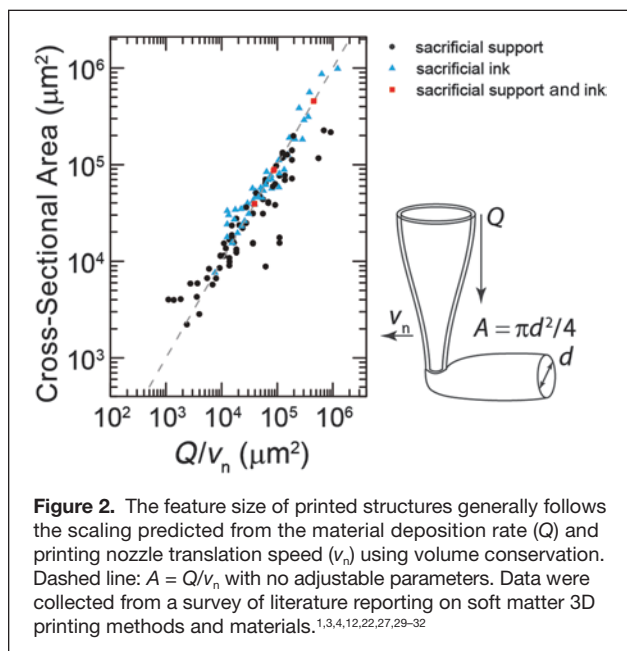 Cross-Sectional Area (μm²)
10⁶
10⁵
10⁴
10³
10² 10³ 10⁴ 10⁵ 10⁶
Q/vₙ (μm²)
sacrificial support
sacrificial ink
sacrificial support and ink
Q
vₙ
A = πd²/4
d
Figure 2. The feature size of printed structures generally follows
the scaling predicted from the material deposition rate (Q) and
printing nozzle translation speed (vₙ) using volume conservation.
Dashed line: A = Q/vₙ with no adjustable parameters. Data were
collected from a survey of literature reporting on soft matter 3D
printing methods and materials.¹,³,⁴,¹²,²²,²⁷,²⁹–³²